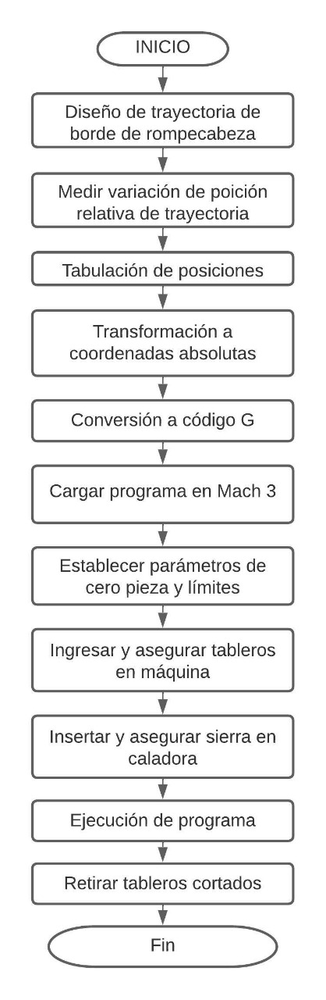 INICIO
Diseño de trayectoria de
borde de rompecabeza
Medir variación de poición
relativa de trayectoria
Tabulación de posiciones
Transformación a
coordenadas absolutas
Conversión a código G
Cargar programa en Mach 3
Establecer parámetros de
cero pieza y límites
Ingresar y asegurar tableros
en máquina
Insertar y asegurar sierra en
caladora
Ejecución de programa
Retirar tableros cortados
Fin